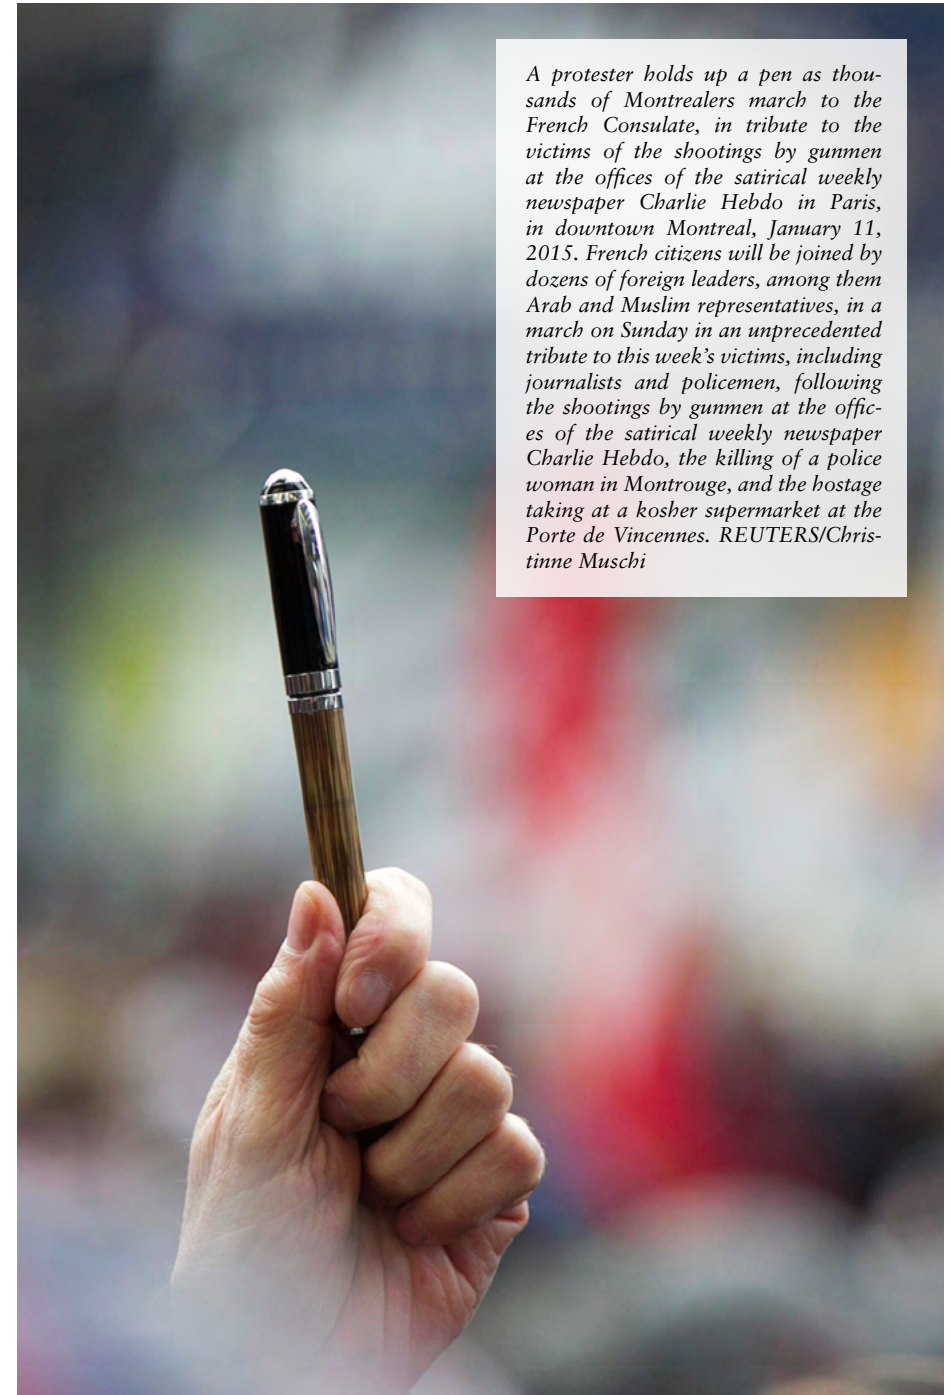 A protester holds up a pen as thou-
sands of Montrealers march to the
French Consulate, in tribute to the
victims of the shootings by gunmen
at the offices of the satirical weekly
newspaper Charlie Hebdo in Paris,
in downtown Montreal, January 11,
2015. French citizens will be joined by
dozens of foreign leaders, among them
Arab and Muslim representatives, in a
march on Sunday in an unprecedented
tribute to this week's victims, including
journalists and policemen, following
the shootings by gunmen at the offic-
es of the satirical weekly newspaper
Charlie Hebdo, the killing of a police
woman in Montrouge, and the hostage
taking at a kosher supermarket at the
Porte de Vincennes. REUTERS/Chris-
tinne Muschi